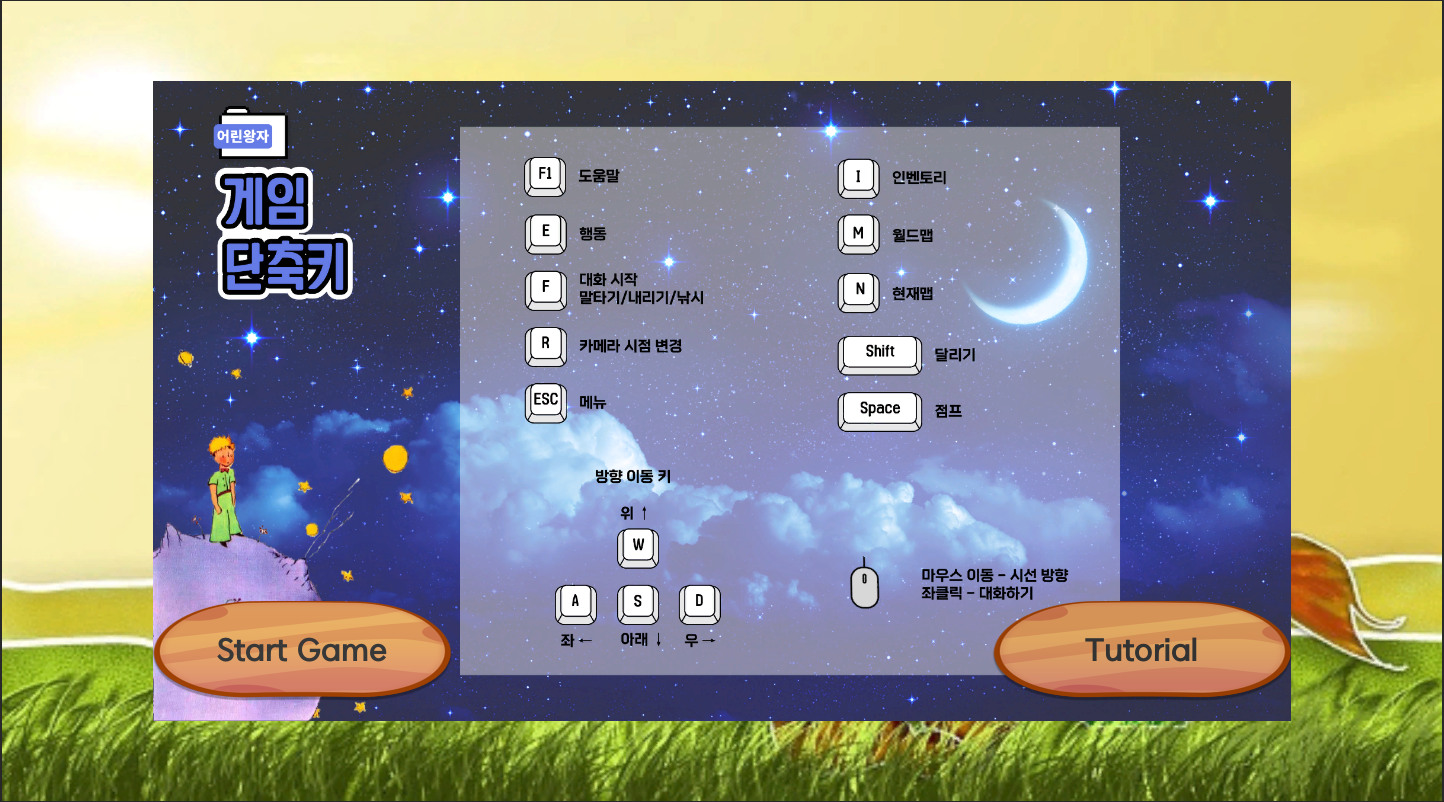 어린왕자
게임
단축키
F1 도움말
E 행동
F 대화 시작
말타기/내리기/낚시
R 카메라 시점 변경
ESC 메뉴
I 인벤토리
M 월드맵
N 현재맵
Shift 달리기
Space 점프
방향 이동 키
위 ↑
W
A S D
좌 ← 아래 ↓ 우 →
마우스 이동 - 시선 방향
좌클릭 - 대화하기
Start Game
Tutorial